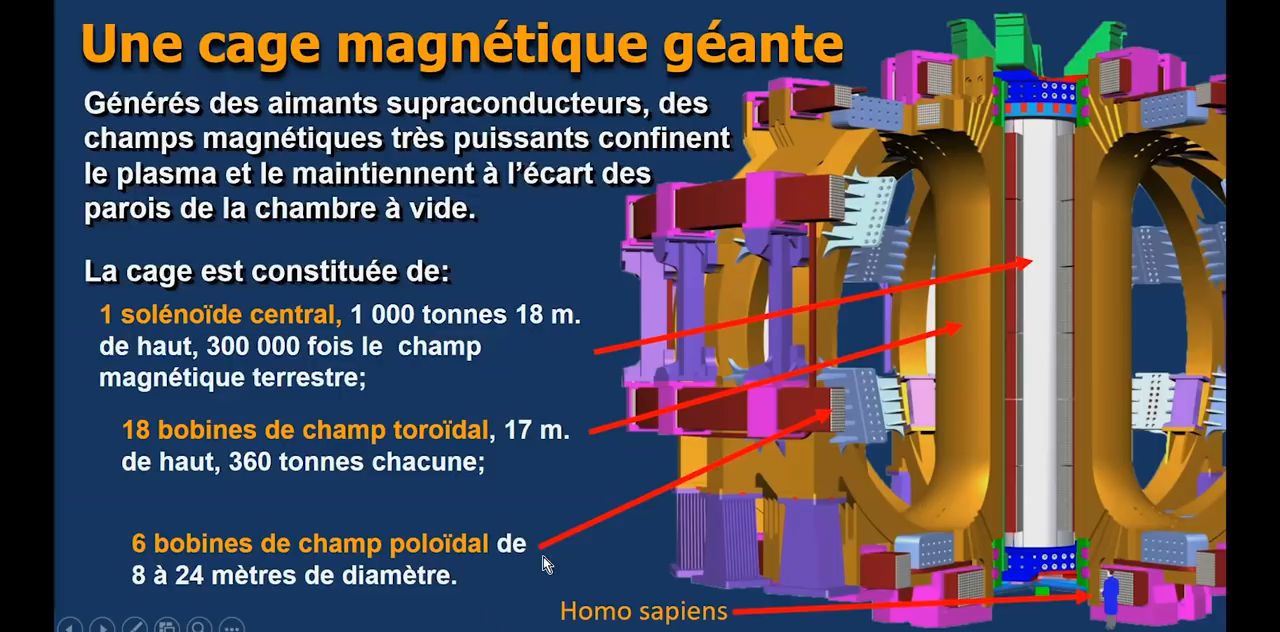 Une cage magnétique géante
Générés des aimants supraconducteurs, des
champs magnétiques très puissants confinent
le plasma et le maintiennent à l’écart des
parois de la chambre à vide.
La cage est constituée de:
1 solénoïde central, 1 000 tonnes 18 m.
de haut, 300 000 fois le champ
magnétique terrestre;
18 bobines de champ toroïdal, 17 m.
de haut, 360 tonnes chacune;
6 bobines de champ poloïdal de
8 à 24 mètres de diamètre.
Homo sapiens